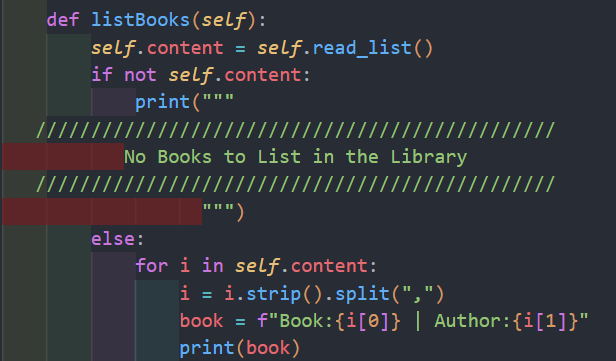 def listBooks(self):
        self.content = self.read_list()
        if not self.content:
            print("""
   ///////////////////////////////////////////////
           No Books to List in the Library
   ///////////////////////////////////////////////
                  """)
        else:
            for i in self.content:
                i = i.strip().split(",")
                book = f"Book:{i[0]} | Author:{i[1]}"
                print(book)